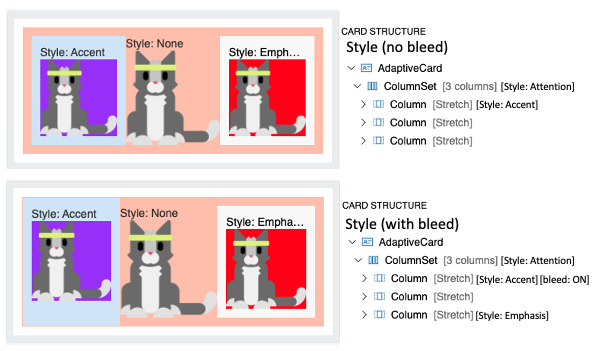 Style: Accent
Style: None
Style: Emph...
CARD STRUCTURE
Style (no bleed)
AdaptiveCard
ColumnSet [3 columns] [Style: Attention]
Column [Stretch] [Style: Accent]
Column [Stretch]
Column [Stretch]
Style: Accent
Style: None
Style: Empha...
CARD STRUCTURE
Style (with bleed)
AdaptiveCard
ColumnSet [3 columns] [Style: Attention]
Column [Stretch] [Style: Accent] [bleed: ON]
Column [Stretch]
Column [Stretch] [Style: Emphasis]